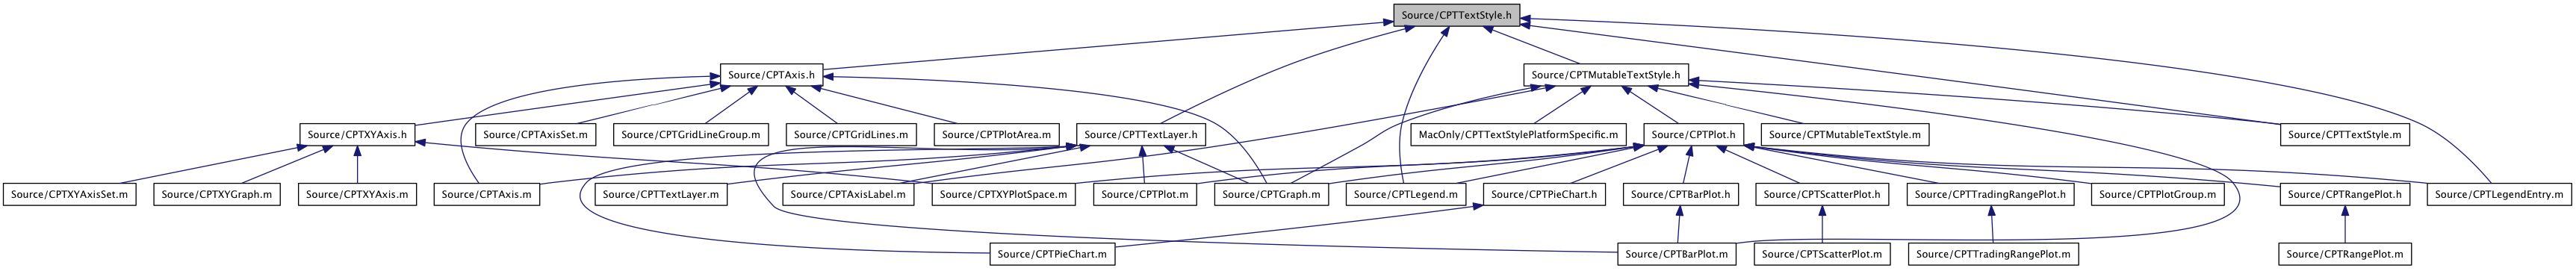 Source/CPTTextStyle.h
Source/CPTAxis.h
Source/CPTMutableTextStyle.h
Source/CPTXYAxis.h
Source/CPTAxisSet.m
Source/CPTGridLineGroup.m
Source/CPTGridLines.m
Source/CPTPlotArea.m
Source/CPTTextLayer.h
MacOnly/CPTTextStylePlatformSpecific.m
Source/CPTPlot.h
Source/CPTMutableTextStyle.m
Source/CPTTextStyle.m
Source/CPTXYAxisSet.m
Source/CPTXYGraph.m
Source/CPTXYAxis.m
Source/CPTAxis.m
Source/CPTTextLayer.m
Source/CPTAxisLabel.m
Source/CPTXYPlotSpace.m
Source/CPTPlot.m
Source/CPTGraph.m
Source/CPTLegend.m
Source/CPTPieChart.h
Source/CPTBarPlot.h
Source/CPTScatterPlot.h
Source/CPTTradingRangePlot.h
Source/CPTPlotGroup.m
Source/CPTRangePlot.h
Source/CPTLegendEntry.m
Source/CPTPieChart.m
Source/CPTBarPlot.m
Source/CPTScatterPlot.m
Source/CPTTradingRangePlot.m
Source/CPTRangePlot.m